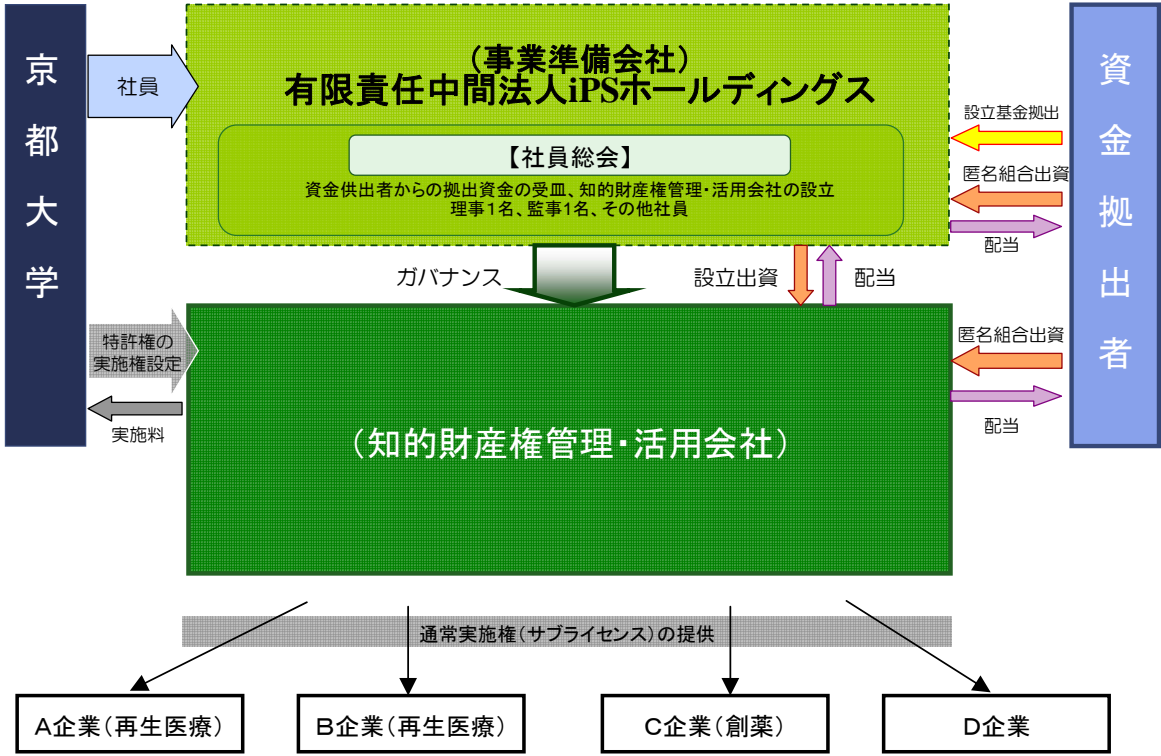 京都大学
社員
（事業準備会社）
有限責任中間法人iPSホールディングス
【社員総会】
資金供出者からの拠出資金の受皿、知的財産権管理・活用会社の設立
理事１名、監事１名、その他社員
資金拠出者
設立基金拠出
匿名組合出資
配当
ガバナンス
設立出資
配当
特許権の
実施権設定
実施料
（知的財産権管理・活用会社）
匿名組合出資
配当
通常実施権（サブライセンス）の提供
A企業（再生医療）
B企業（再生医療）
C企業（創薬）
D企業